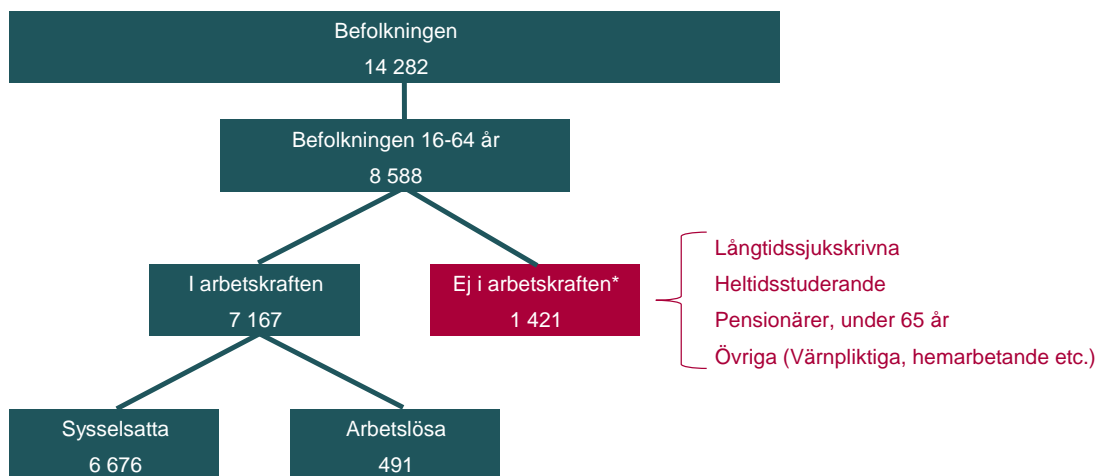 Befolkningen
14 282
Befolkningen 16-64 år
8 588
I arbetskraften
7 167
Ej i arbetskraften*
1 421
Långtidssjukskrivna
Heltidsstuderande
Pensionärer, under 65 år
Övriga (Värnpliktiga, hemarbetande etc.)
Sysselsatta
6 676
Arbetslösa
491